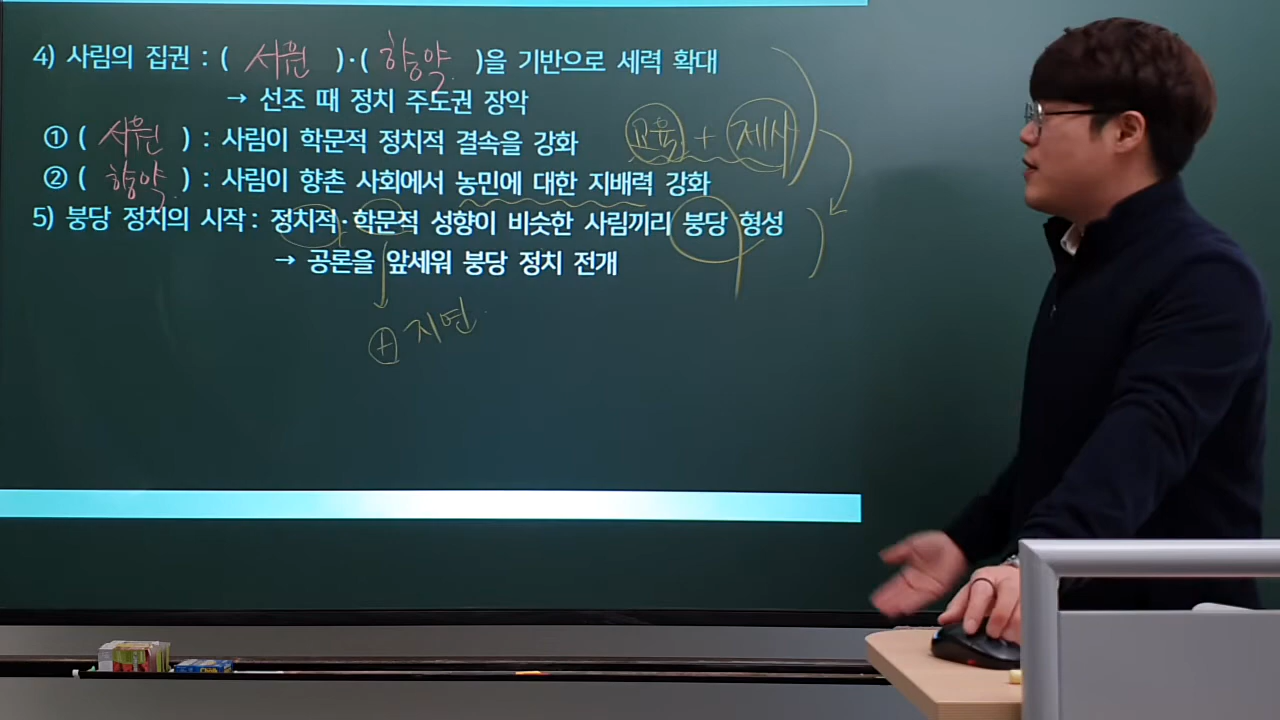 4) 사림의 집권 : ( 서원 )·( 향약 )을 기반으로 세력 확대
→ 선조 때 정치 주도권 장악
① ( 서원 ) : 사림이 학문적 정치적 결속을 강화 교육 + 제사
② ( 향약 ) : 사림이 향촌 사회에서 농민에 대한 지배력 강화
5) 붕당 정치의 시작 : 정치적·학문적 성향이 비슷한 사림끼리 붕당 형성
→ 공론을 앞세워 붕당 정치 전개
+ 지연